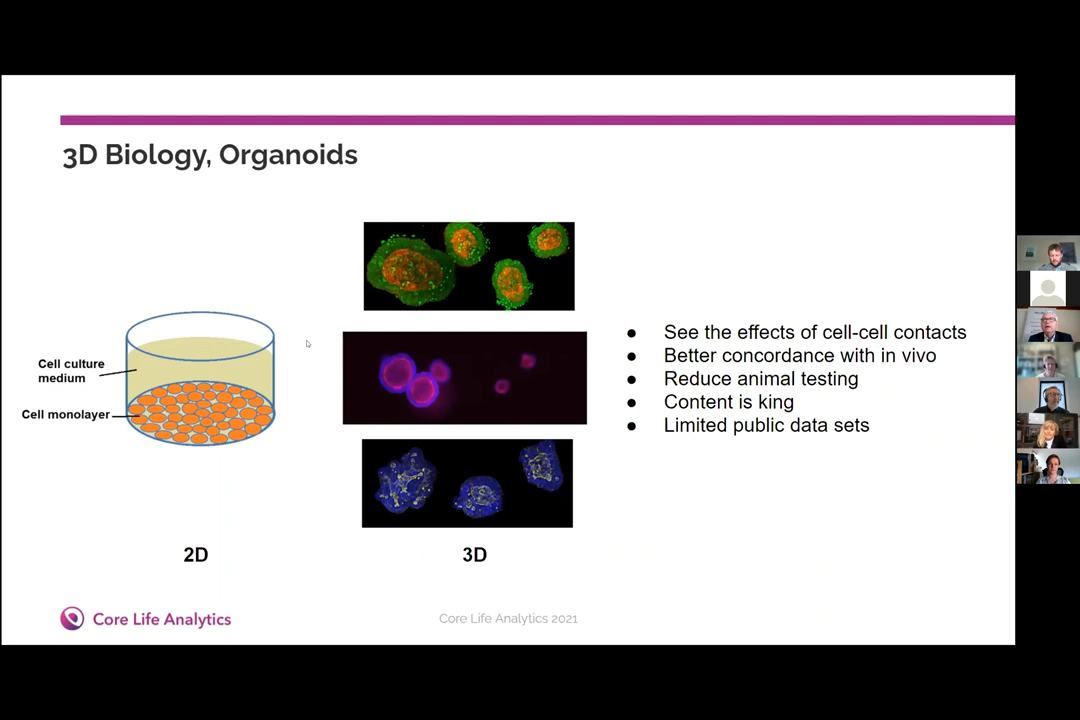 3D Biology, Organoids
Cell culture
medium
Cell monolayer
2D
3D
● See the effects of cell-cell contacts
● Better concordance with in vivo
● Reduce animal testing
● Content is king
● Limited public data sets
Core Life Analytics
Core Life Analytics 2021